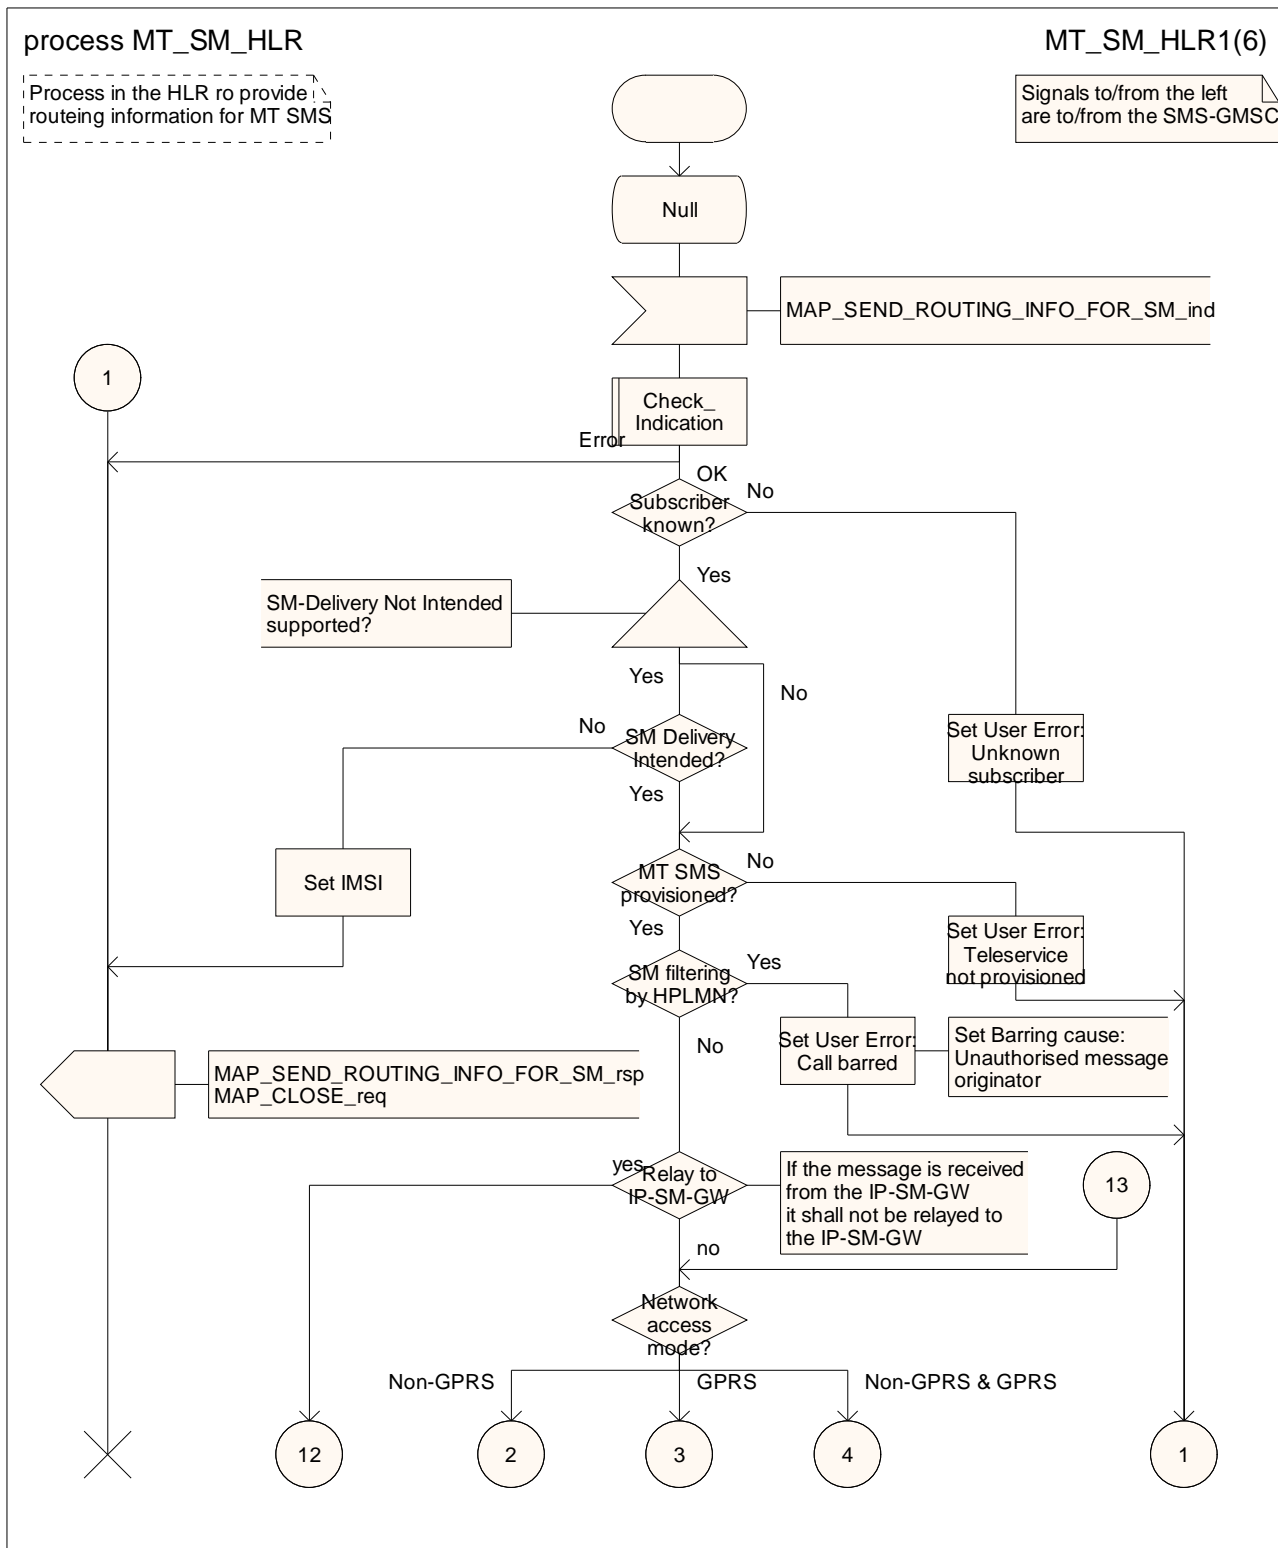 process MT_SM_HLR
MT_SM_HLR1(6)
Process in the HLR ro provide
routeing information for MT SMS
Signals to/from the left
are to/from the SMS-GMSC
Null
MAP_SEND_ROUTING_INFO_FOR_SM_ind
1
Check_
Indication
Error
OK
No
Subscriber
known?
Yes
SM-Delivery Not Intended
supported?
Yes
No
No
SM Delivery
Intended?
Set User Error:
Unknown
subscriber
Yes
MT SMS
provisioned?
No
Set IMSI
Yes
Set User Error:
Teleservice
not provisioned
SM filtering
by HPLMN?
Yes
No
Set User Error:
Call barred
Set Barring cause:
Unauthorised message
originator
MAP_SEND_ROUTING_INFO_FOR_SM_rsp
MAP_CLOSE_req
yes
Relay to
IP-SM-GW
If the message is received
from the IP-SM-GW
it shall not be relayed to
the IP-SM-GW
13
no
Network
access
mode?
Non-GPRS
GPRS
Non-GPRS & GPRS
12
2
3
4
1